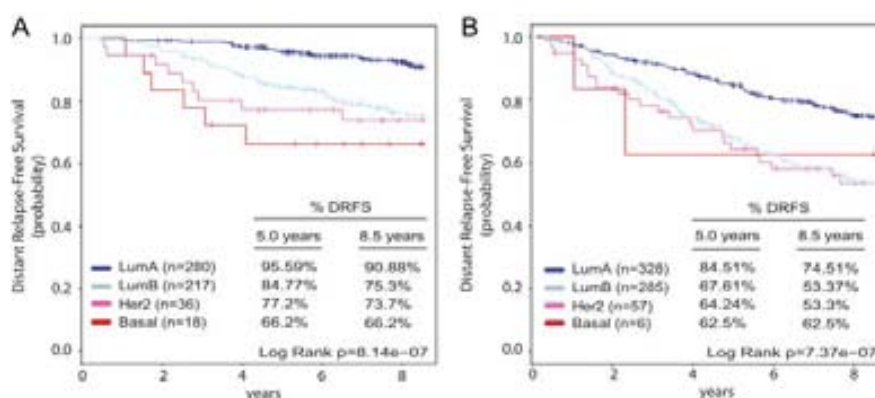 A
Distant Relapse-Free Survival
(probability)
1.0
0.8
0.6
0.4
0.2
0.0
% DRFS
5.0 years 8.5 years
LumA (n=280) 95.59% 90.88%
LumB (n=217) 84.77% 75.3%
Her2 (n=36) 77.2% 73.7%
Basal (n=18) 66.2% 66.2%
Log Rank p=8.14e-07
0 2 4 6 8
years
B
Distant Relapse-Free Survival
(probability)
1.0
0.8
0.6
0.4
0.2
0.0
% DRFS
5.0 years 8.5 years
LumA (n=328) 84.51% 74.51%
LumB (n=285) 67.61% 53.37%
Her2 (n=57) 64.24% 53.3%
Basal (n=6) 62.5% 62.5%
Log Rank p=7.37e-07
0 2 4 6 8
years